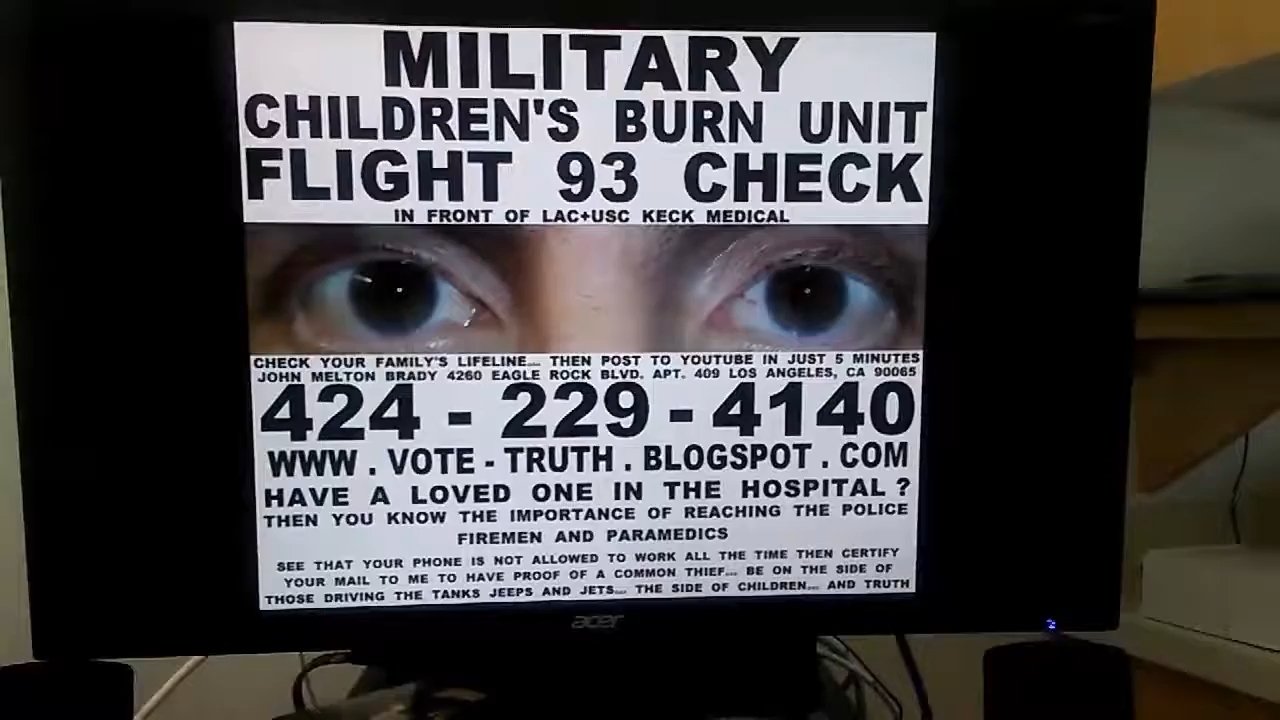 MILITARY
CHILDREN'S BURN UNIT
FLIGHT 93 CHECK
IN FRONT OF LAC+USC KECK MEDICAL
CHECK YOUR FAMILY'S LIFELINE.... THEN POST TO YOUTUBE IN JUST 5 MINUTES
JOHN MELTON BRADY 4260 EAGLE ROCK BLVD. APT. 409 LOS ANGELES, CA 90065
424 - 229 - 4140
WWW . VOTE - TRUTH . BLOGSPOT . COM
HAVE A LOVED ONE IN THE HOSPITAL ?
THEN YOU KNOW THE IMPORTANCE OF REACHING THE POLICE
FIREMEN AND PARAMEDICS
SEE THAT YOUR PHONE IS NOT ALLOWED TO WORK ALL THE TIME THEN CERTIFY
YOUR MAIL TO ME TO HAVE PROOF OF A COMMON THIEF.... BE ON THE SIDE OF
THOSE DRIVING THE TANKS JEEPS AND JETS.... THE SIDE OF CHILDREN.... AND TRUTH
acer